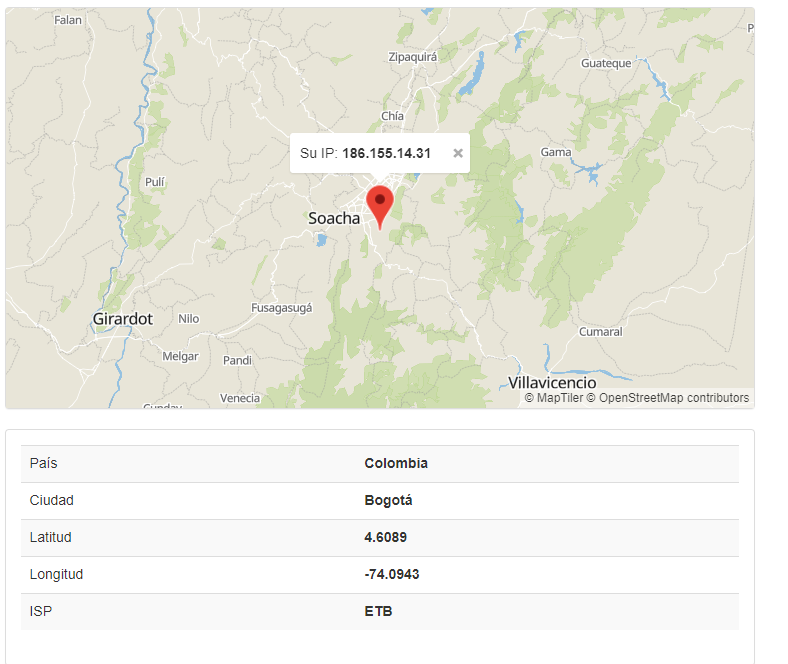 Falan
P
Zipaquirá
Guateque
Chía
Su IP: 186.155.14.31 ×
Gama
Pulí
Soacha
Fusagasugá
Girardot
Nilo
Cumaral
Melgar
Pandi
Villavicencio
Venecia
© MapTiler © OpenStreetMap contributors
Cunday
País Colombia
Ciudad Bogotá
Latitud 4.6089
Longitud -74.0943
ISP ETB